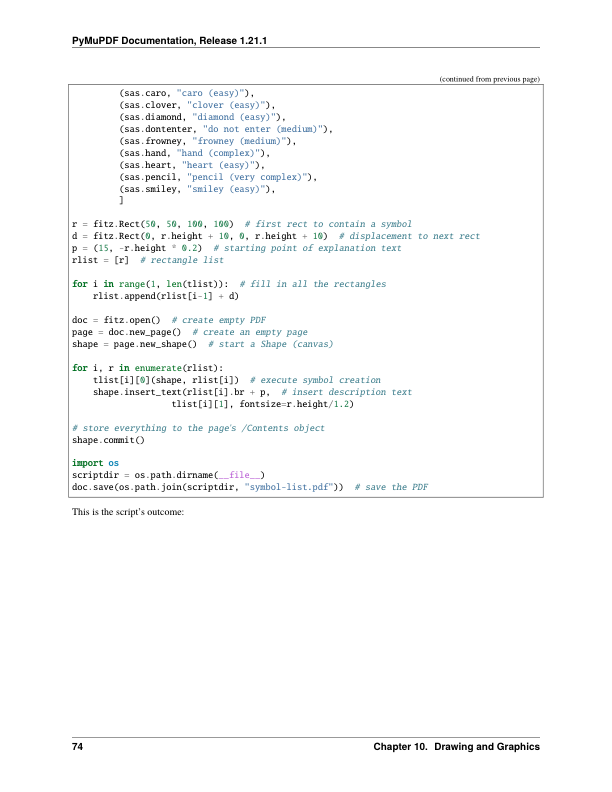 PyMuPDF Documentation, Release 1.21.1
(continued from previous page)
(sas.caro, "caro (easy)"),
(sas.clover, "clover (easy)"),
(sas.diamond, "diamond (easy)"),
(sas.dontenter, "do not enter (medium)"),
(sas.frowney, "frowney (medium)"),
(sas.hand, "hand (complex)"),
(sas.heart, "heart (easy)"),
(sas.pencil, "pencil (very complex)"),
(sas.smiley, "smiley (easy)"),
]
r = fitz.Rect(50, 50, 100, 100)  # first rect to contain a symbol
d = fitz.Rect(0, r.height + 10, 0, r.height + 10)  # displacement to next rect
p = (15, -r.height * 0.2)  # starting point of explanation text
rlist = [r]  # rectangle list
for i in range(1, len(tlist)):  # fill in all the rectangles
    rlist.append(rlist[i-1] + d)
doc = fitz.open()  # create empty PDF
page = doc.new_page()  # create an empty page
shape = page.new_shape()  # start a Shape (canvas)
for i, r in enumerate(rlist):
    tlist[i][0](shape, rlist[i])  # execute symbol creation
    shape.insert_text(rlist[i].br + p,  # insert description text
                   tlist[i][1], fontsize=r.height/1.2)
# store everything to the page's /Contents object
shape.commit()
import os
scriptdir = os.path.dirname(__file__)
doc.save(os.path.join(scriptdir, "symbol-list.pdf"))  # save the PDF
This is the script's outcome:
74 Chapter 10. Drawing and Graphics